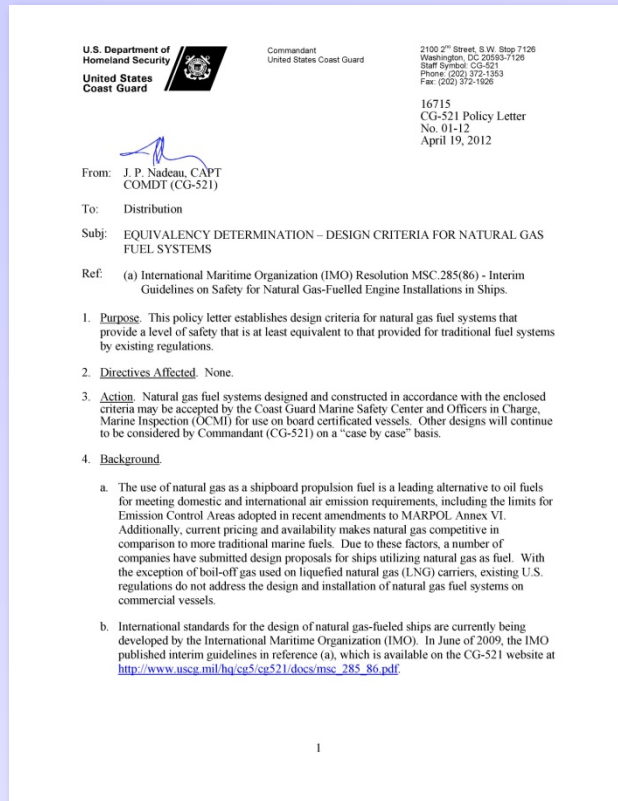 U.S. Department of
Homeland Security
United States
Coast Guard
Commandant
United States Coast Guard
2100 2nd Street, S.W. Stop 7126
Washington, DC 20593-7126
Staff Symbol: CG-521
Phone: (202) 372-1353
Fax: (202) 372-1926
16715
CG-521 Policy Letter
No. 01-12
April 19, 2012
From: J. P. Nadeau, CAPT
COMDT (CG-521)
To: Distribution
Subj: EQUIVALENCY DETERMINATION – DESIGN CRITERIA FOR NATURAL GAS
FUEL SYSTEMS
Ref: (a) International Maritime Organization (IMO) Resolution MSC.285(86) - Interim
Guidelines on Safety for Natural Gas-Fuelled Engine Installations in Ships.
1. Purpose. This policy letter establishes design criteria for natural gas fuel systems that
provide a level of safety that is at least equivalent to that provided for traditional fuel systems
by existing regulations.
2. Directives Affected. None.
3. Action. Natural gas fuel systems designed and constructed in accordance with the enclosed
criteria may be accepted by the Coast Guard Marine Safety Center and Officers in Charge,
Marine Inspection (OCMI) for use on board certificated vessels. Other designs will continue
to be considered by Commandant (CG-521) on a “case by case” basis.
4. Background.
a. The use of natural gas as a shipboard propulsion fuel is a leading alternative to oil fuels
for meeting domestic and international air emission requirements, including the limits for
Emission Control Areas adopted in recent amendments to MARPOL Annex VI.
Additionally, current pricing and availability makes natural gas competitive in
comparison to more traditional marine fuels. Due to these factors, a number of
companies have submitted design proposals for ships utilizing natural gas as fuel. With
the exception of boil-off gas used on liquefied natural gas (LNG) carriers, existing U.S.
regulations do not address the design and installation of natural gas fuel systems on
commercial vessels.
b. International standards for the design of natural gas-fueled ships are currently being
developed by the International Maritime Organization (IMO). In June of 2009, the IMO
published interim guidelines in reference (a), which is available on the CG-521 website at
http://www.uscg.mil/hq/cg5/cg521/docs/msc_285_86.pdf.
1